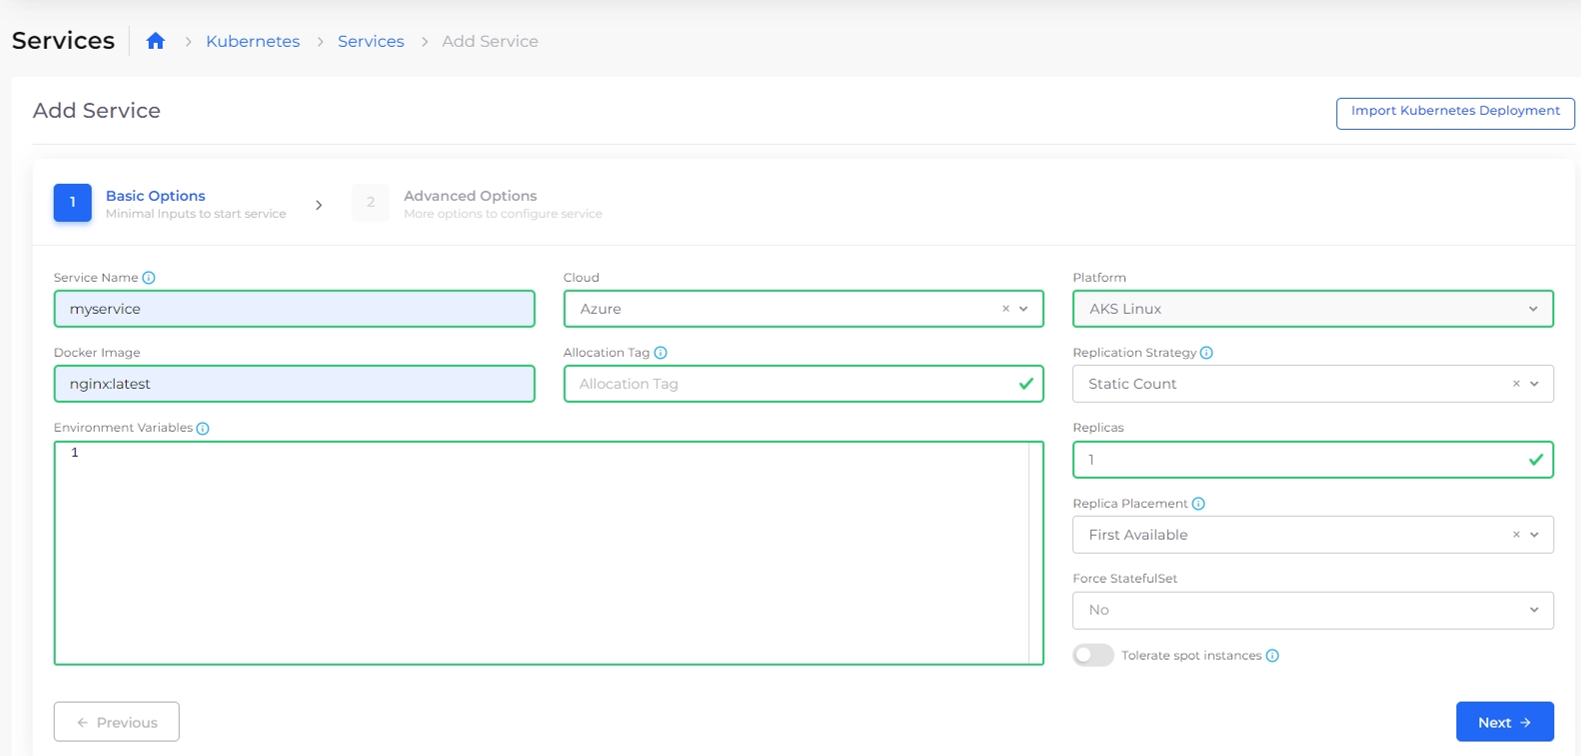 Services > Kubernetes > Services > Add Service
Add Service
Import Kubernetes Deployment
1 Basic Options
Minimal Inputs to start service
> 2 Advanced Options
More options to configure service
Service Name
myservice
Cloud
Azure
Platform
AKS Linux
Docker Image
nginx:latest
Allocation Tag
Allocation Tag
Replication Strategy
Static Count
Environment Variables
1
Replicas
1
Replica Placement
First Available
Force StatefulSet
No
Tolerate spot instances
← Previous
Next →